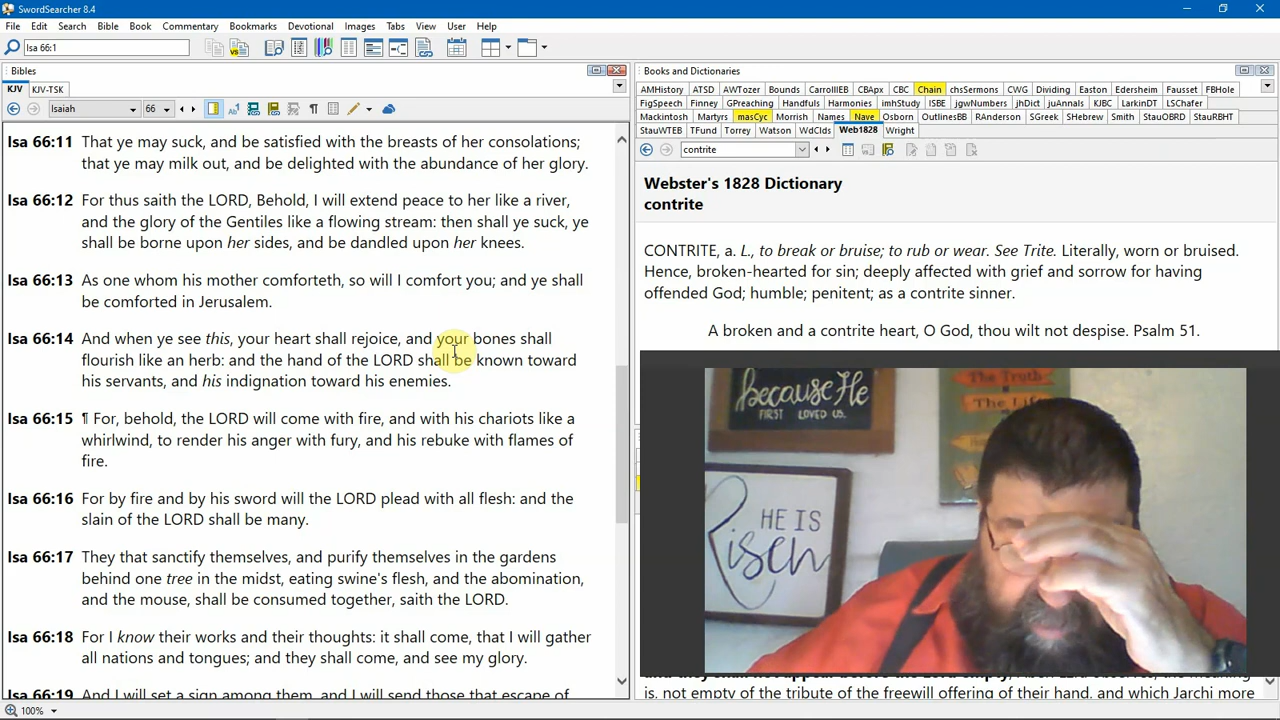 SwordSearcher 8.4
File Edit Search Bible Book Commentary Bookmarks Devotional Images Tabs View User Help
Isa 66:1
Bibles
KJV KJV-TSK
Isaiah 66
Isa 66:11 That ye may suck, and be satisfied with the breasts of her consolations;
that ye may milk out, and be delighted with the abundance of her glory.
Isa 66:12 For thus saith the LORD, Behold, I will extend peace to her like a river,
and the glory of the Gentiles like a flowing stream: then shall ye suck, ye
shall be borne upon her sides, and be dandled upon her knees.
Isa 66:13 As one whom his mother comforteth, so will I comfort you; and ye shall
be comforted in Jerusalem.
Isa 66:14 And when ye see this, your heart shall rejoice, and your bones shall
flourish like an herb: and the hand of the LORD shall be known toward
his servants, and his indignation toward his enemies.
Isa 66:15 ¶ For, behold, the LORD will come with fire, and with his chariots like a
whirlwind, to render his anger with fury, and his rebuke with flames of
fire.
Isa 66:16 For by fire and by his sword will the LORD plead with all flesh: and the
slain of the LORD shall be many.
Isa 66:17 They that sanctify themselves, and purify themselves in the gardens
behind one tree in the midst, eating swine's flesh, and the abomination,
and the mouse, shall be consumed together, saith the LORD.
Isa 66:18 For I know their works and their thoughts: it shall come, that I will gather
all nations and tongues; and they shall come, and see my glory.
Isa 66:19 And I will set a sign among them, and I will send those that escape of
100%
Books and Dictionaries
AMHistory ATSD AWTozer Bounds CarrollIEB CBApx CBC Chain chsSermons CWG Dividing Easton Edersheim Fausset FBHole
FigSpeech Finney GPreaching Handfuls Harmonies imhStudy ISBE jgwNumbers jhDict juAnnals KJBC LarkinDT LSChafer
Mackintosh Martyrs masCyc Morrish Names Nave Osborn OutlinesBB RAnderson SGreek SHebrew Smith StauOBRD StauRBHT
StauWTEB TFund Torrey Watson WdClds Web1828 Wright
contrite
Webster's 1828 Dictionary
contrite
CONTRITE, a. L., to break or bruise; to rub or wear. See Trite. Literally, worn or bruised.
Hence, broken-hearted for sin; deeply affected with grief and sorrow for having
offended God; humble; penitent; as a contrite sinner.
A broken and a contrite heart, O God, thou wilt not despise. Psalm 51.
because He
FIRST LOVED US.
The Truth
The Life
HE IS
Risen
is, not empty of the tribute of the freewill offering of their hand, and which Jarchi more